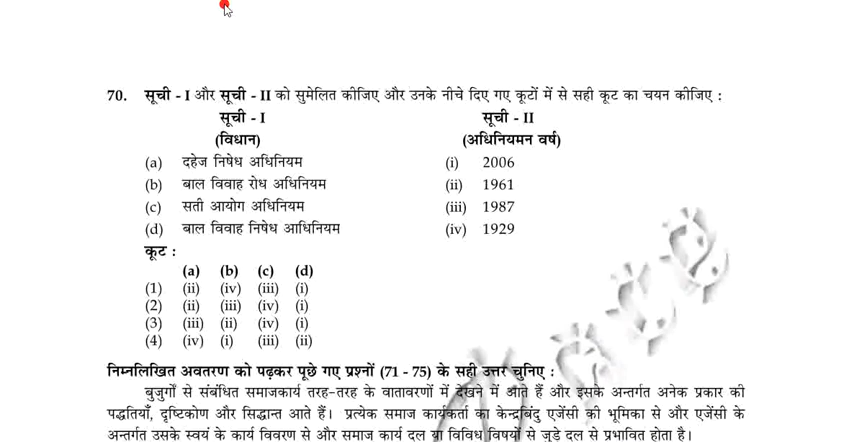 70. सूची - I और सूची - II को सुमेलित कीजिए और उनके नीचे दिए गए कूटों में से सही कूट का चयन कीजिए :
सूची - I सूची - II
(विधान) (अधिनियमन वर्ष)
(a) दहेज निषेध अधिनियम (i) 2006
(b) बाल विवाह रोध अधिनियम (ii) 1961
(c) सती आयोग अधिनियम (iii) 1987
(d) बाल विवाह निषेध आधिनियम (iv) 1929
कूट :
(a) (b) (c) (d)
(1) (ii) (iv) (iii) (i)
(2) (ii) (iii) (iv) (i)
(3) (iii) (ii) (iv) (i)
(4) (iv) (i) (iii) (ii)
निम्नलिखित अवतरण को पढ़कर पूछे गए प्रश्नों (71 - 75) के सही उत्तर चुनिए :
बुजुर्गों से संबंधित समाजकार्य तरह-तरह के वातावरणों में देखने में आते हैं और इसके अन्तर्गत अनेक प्रकार की
पद्धतियाँ, दृष्टिकोण और सिद्धान्त आते हैं। प्रत्येक समाज कार्यकर्ता का केन्द्रबिंदु एजेंसी की भूमिका से और एजेंसी के
अन्तर्गत उसके स्वयं के कार्य विवरण से और समाज कार्य दल या विविध विषयों से जुड़े दल से प्रभावित होता है।